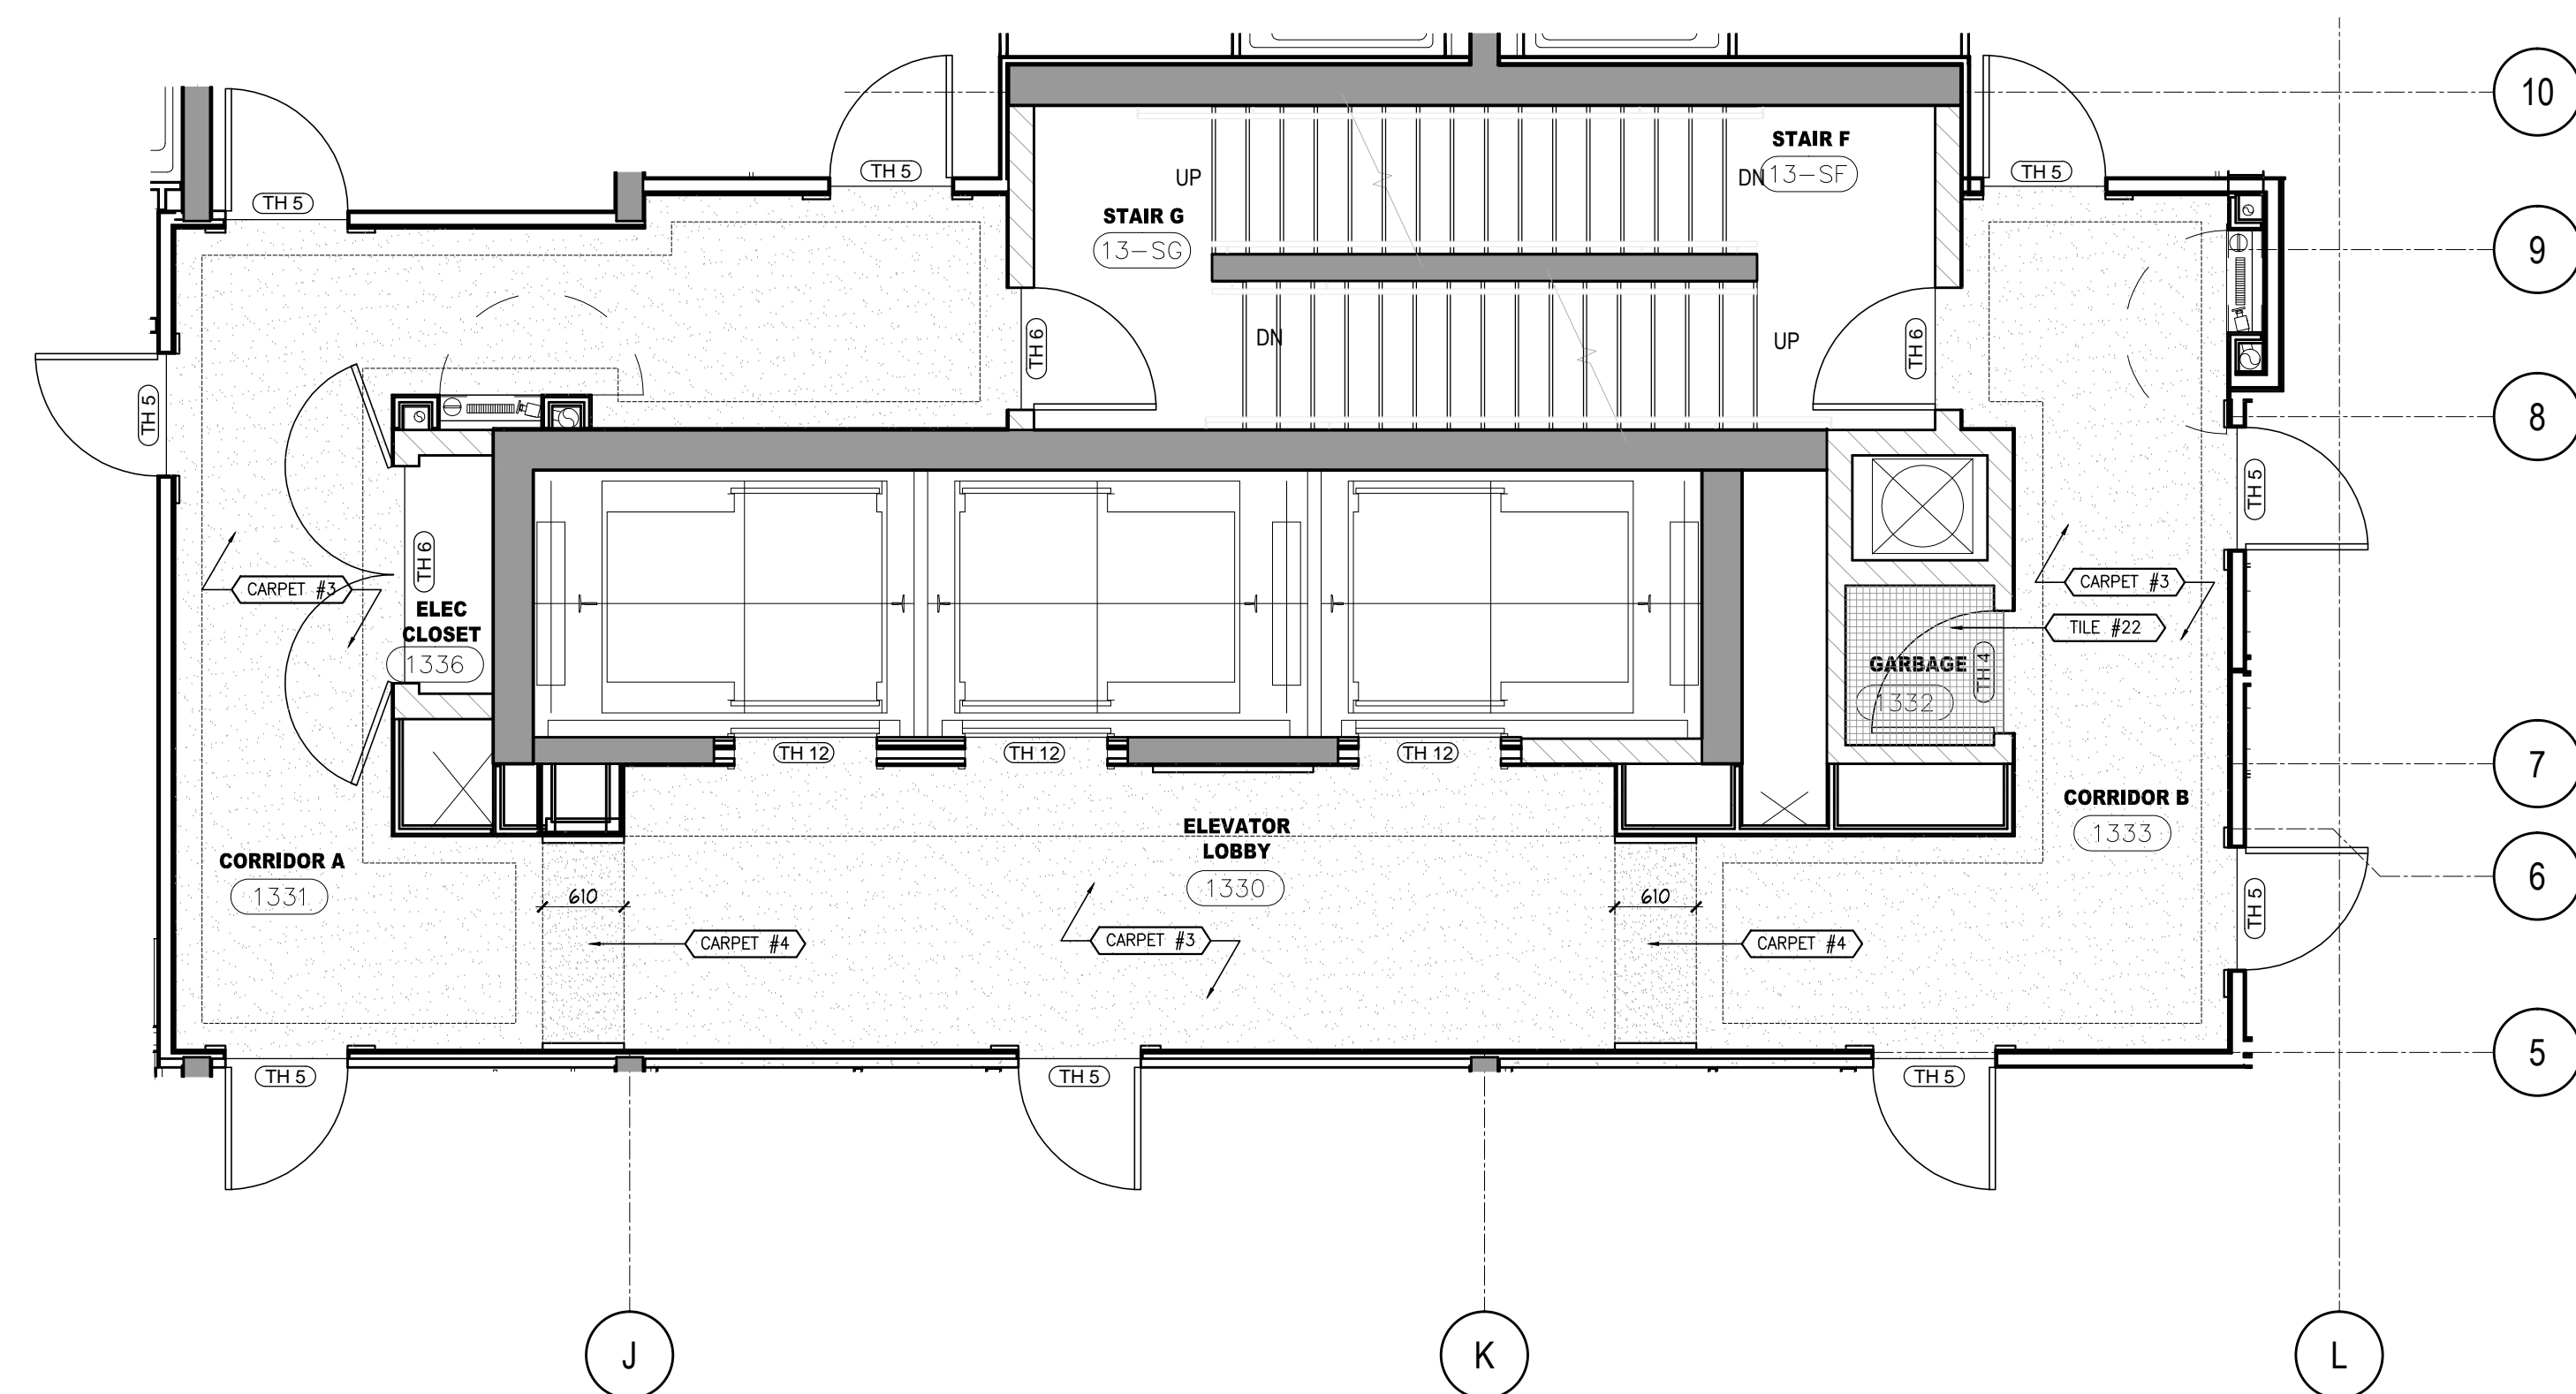 10
STAIR F
UP
DN
13-SF
TH 5
TH 5
TH 5
STAIR G
13-SG
9
DN
UP
TH 6
TH 6
TH 5
8
TH 5
TH 6
CARPET #3
CARPET #3
ELEC
CLOSET
1336
TILE #22
GARBAGE
TH 4
1332
TH 12
TH 12
TH 12
7
CORRIDOR B
1333
ELEVATOR
LOBBY
1330
CORRIDOR A
1331
6
610
610
TH 5
CARPET #4
CARPET #3
CARPET #4
5
TH 5
TH 5
TH 5
J
K
L